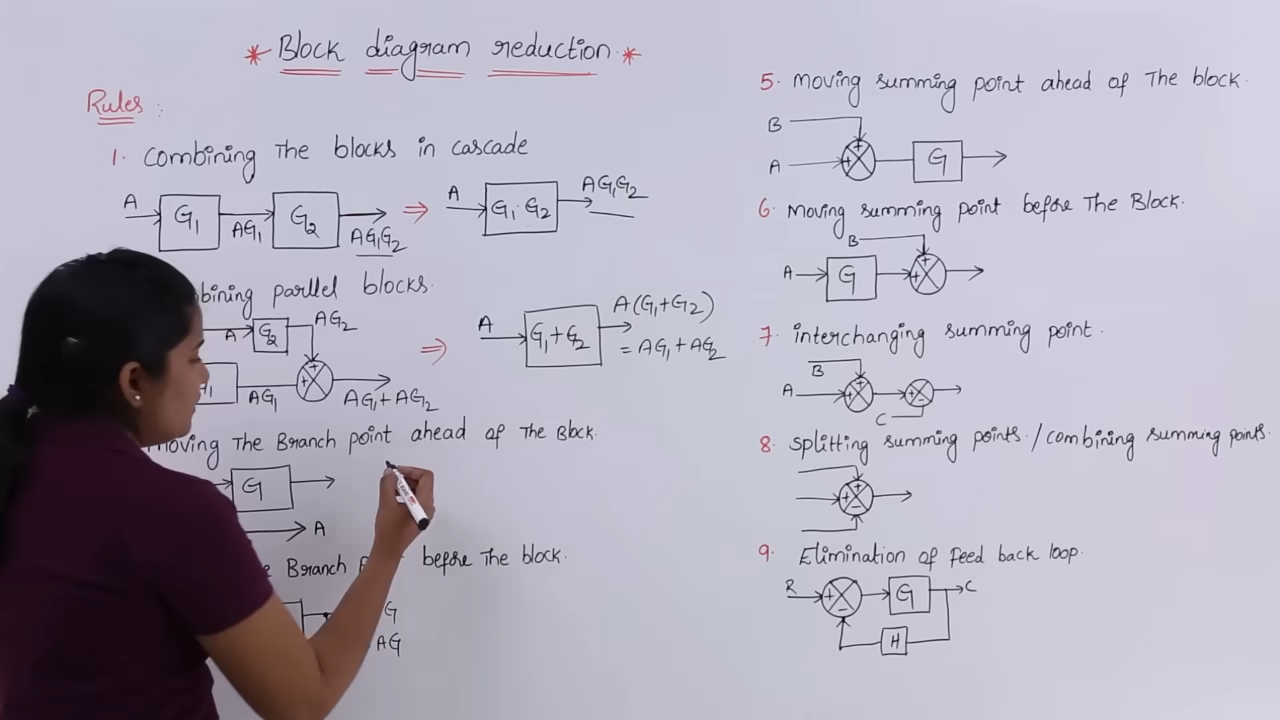 * Block diagram reduction *
Rules :
1. Combining The blocks in cascade
A G1 AG1 G2 AG1G2 ⇒ A G1·G2 AG1G2
parllel blocks.
A G2 AG2
AG1 + + AG1+AG2 ⇒ A G1+G2 A(G1+G2)
= AG1+AG2
moving The Branch point ahead of The Block.
G
A
Branch before The block.
G
AG
5. Moving summing point ahead of The block.
B
A + + G
6. Moving summing point before The Block.
B
A G + +
7. interchanging summing point.
B
A + + + -
C
8. Splitting summing points / combining summing points.
+ + -
9. Elimination of feed back loop.
R + - G C
H